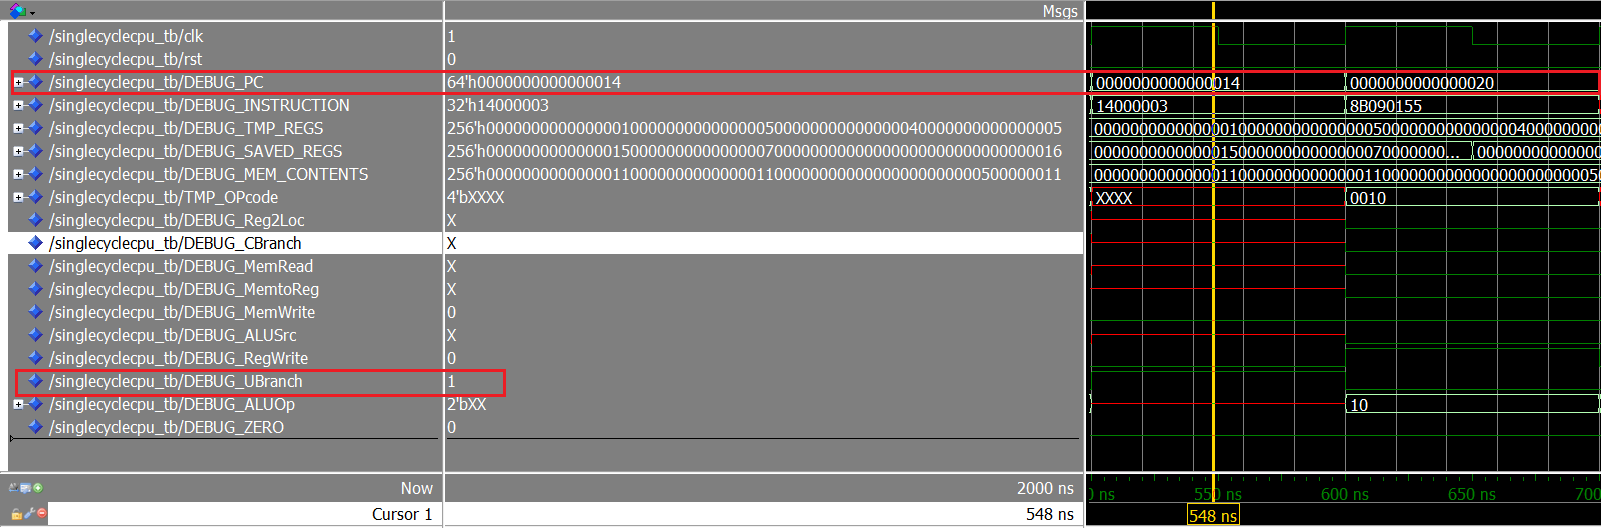 Msgs
/singlecyclecpu_tb/clk 1
/singlecyclecpu_tb/rst 0
/singlecyclecpu_tb/DEBUG_PC 64'h0000000000000014 0000000000000014 0000000000000020
/singlecyclecpu_tb/DEBUG_INSTRUCTION 32'h14000003 14000003 8B090155
/singlecyclecpu_tb/DEBUG_TMP_REGS 256'h0000000000000001000000000000000500000000000000040000000000000005 000000000000000100000000000000050000000000000004000000000
/singlecyclecpu_tb/DEBUG_SAVED_REGS 256'h0000000000000015000000000000000700000000000000000000000000000016 000000000000001500000000000000070000000... 00000000000000
/singlecyclecpu_tb/DEBUG_MEM_CONTENTS 256'h0000000000000011000000000000001100000000000000000000000500000011 000000000000001100000000000000110000000000000000000000050
/singlecyclecpu_tb/TMP_OPcode 4'bXXXX XXXX 0010
/singlecyclecpu_tb/DEBUG_Reg2Loc X
/singlecyclecpu_tb/DEBUG_CBranch X
/singlecyclecpu_tb/DEBUG_MemRead X
/singlecyclecpu_tb/DEBUG_MemtoReg X
/singlecyclecpu_tb/DEBUG_MemWrite 0
/singlecyclecpu_tb/DEBUG_ALUSrc X
/singlecyclecpu_tb/DEBUG_RegWrite 0
/singlecyclecpu_tb/DEBUG_UBranch 1
/singlecyclecpu_tb/DEBUG_ALUOp 2'bXX 10
/singlecyclecpu_tb/DEBUG_ZERO 0
Now 2000 ns 0 ns 550 ns 600 ns 650 ns 700
Cursor 1 548 ns 548 ns